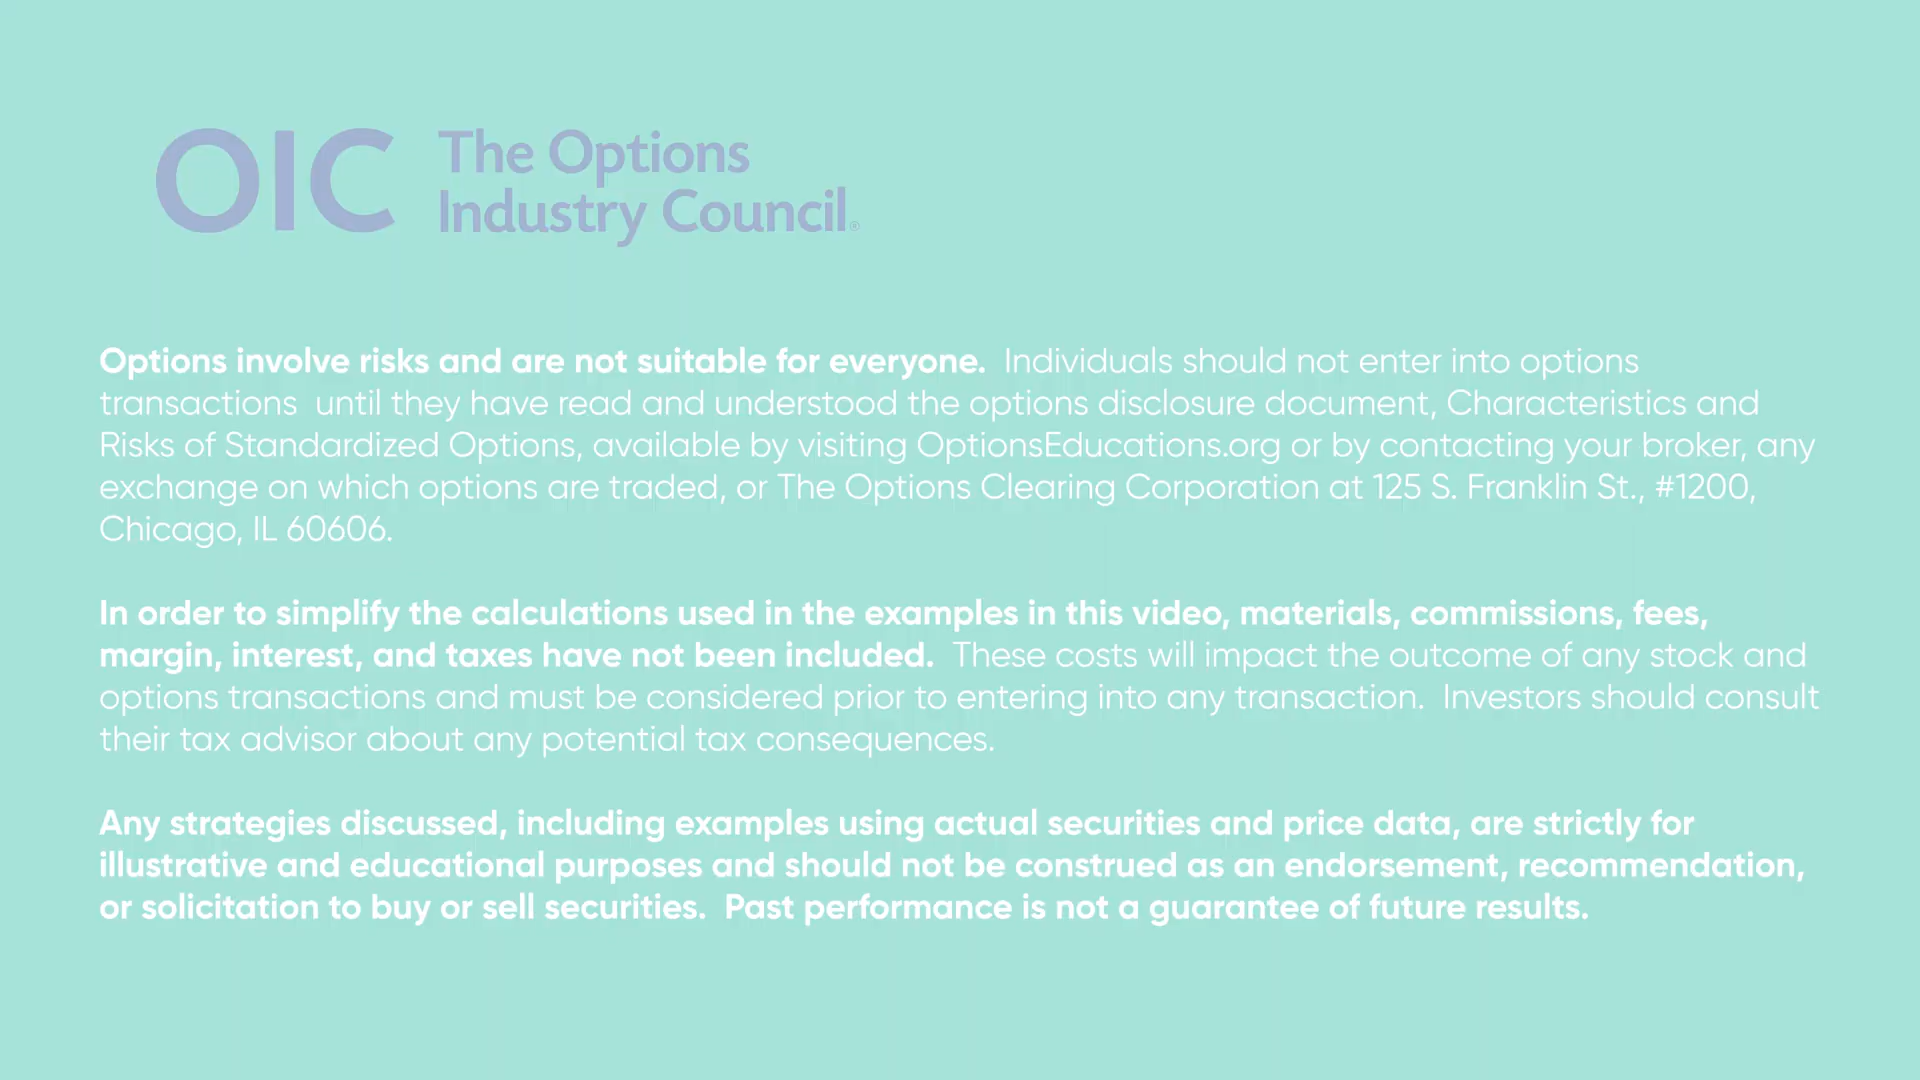 OIC The Options
Industry Council®
Options involve risks and are not suitable for everyone. Individuals should not enter into options
transactions until they have read and understood the options disclosure document, Characteristics and
Risks of Standardized Options, available by visiting OptionsEducations.org or by contacting your broker, any
exchange on which options are traded, or The Options Clearing Corporation at 125 S. Franklin St., #1200,
Chicago, IL 60606.
In order to simplify the calculations used in the examples in this video, materials, commissions, fees,
margin, interest, and taxes have not been included. These costs will impact the outcome of any stock and
options transactions and must be considered prior to entering into any transaction. Investors should consult
their tax advisor about any potential tax consequences.
Any strategies discussed, including examples using actual securities and price data, are strictly for
illustrative and educational purposes and should not be construed as an endorsement, recommendation,
or solicitation to buy or sell securities. Past performance is not a guarantee of future results.